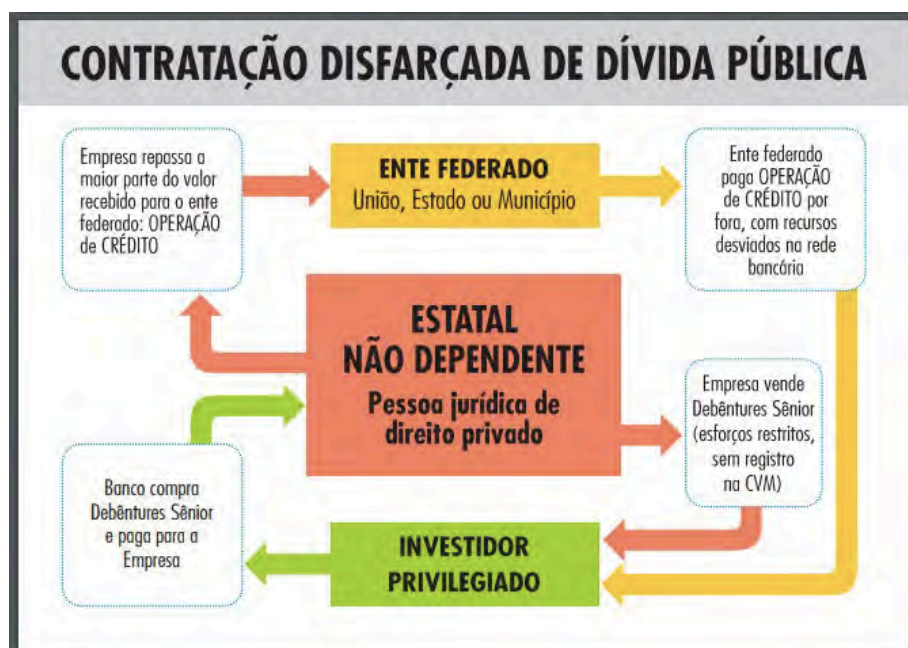 CONTRATAÇÃO DISFARÇADA DE DÍVIDA PÚBLICA
Empresa repassa a
maior parte do valor
recebido para o ente
federado: OPERAÇÃO
de CRÉDITO
ENTE FEDERADO
União, Estado ou Município
Ente federado
paga OPERAÇÃO
de CRÉDITO por
fora, com recursos
desviados na rede
bancária
ESTATAL
NÃO DEPENDENTE
Pessoa jurídica de
direito privado
Empresa vende
Debêntures Sênior
(esforços restritos,
sem registro
na CVM)
Banco compra
Debêntures Sênior
e paga para a
Empresa
INVESTIDOR
PRIVILEGIADO